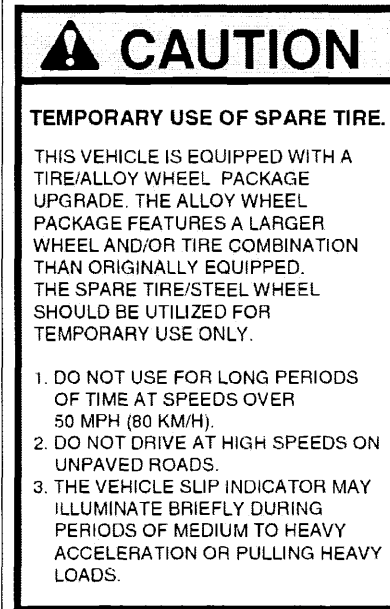 CAUTION
TEMPORARY USE OF SPARE TIRE.
THIS VEHICLE IS EQUIPPED WITH A
TIRE/ALLOY WHEEL PACKAGE
UPGRADE. THE ALLOY WHEEL
PACKAGE FEATURES A LARGER
WHEEL AND/OR TIRE COMBINATION
THAN ORIGINALLY EQUIPPED.
THE SPARE TIRE/STEEL WHEEL
SHOULD BE UTILIZED FOR
TEMPORARY USE ONLY.
1. DO NOT USE FOR LONG PERIODS
OF TIME AT SPEEDS OVER
50 MPH (80 KM/H).
2. DO NOT DRIVE AT HIGH SPEEDS ON
UNPAVED ROADS.
3. THE VEHICLE SLIP INDICATOR MAY
ILLUMINATE BRIEFLY DURING
PERIODS OF MEDIUM TO HEAVY
ACCELERATION OR PULLING HEAVY
LOADS.